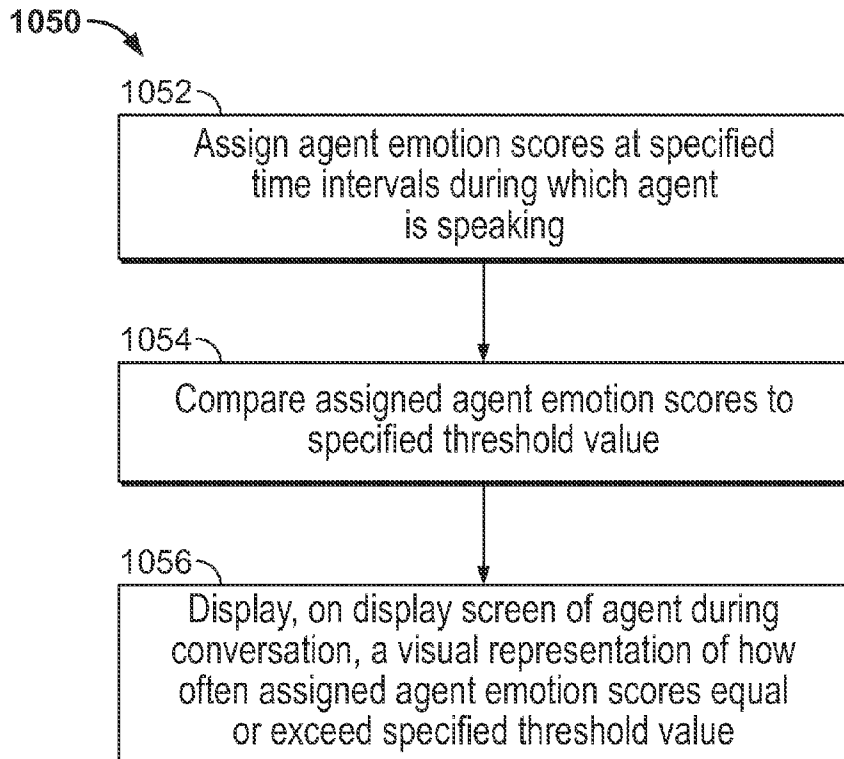 1050
1052
Assign agent emotion scores at specified
time intervals during which agent
is speaking
1054
Compare assigned agent emotion scores to
specified threshold value
1056
Display, on display screen of agent during
conversation, a visual representation of how
often assigned agent emotion scores equal
or exceed specified threshold value